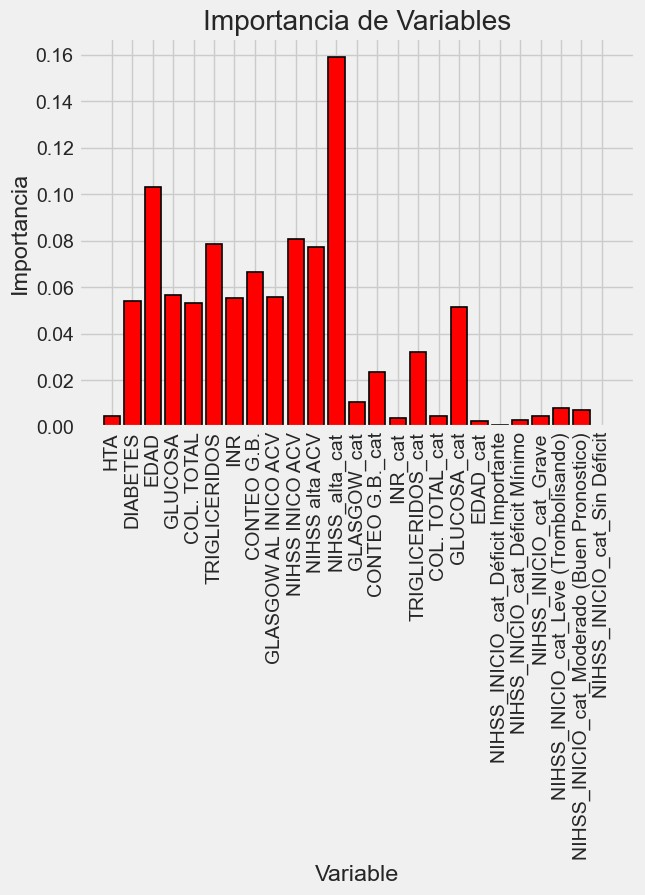 Importancia de Variables
Importancia
0.16
0.14
0.12
0.10
0.08
0.06
0.04
0.02
0.00
HTA
DIABETES
EDAD
GLUCOSA
COL. TOTAL
TRIGLICERIDOS
INR
CONTEO G.B.
GLASGOW AL INICO ACV
NIHSS INICO ACV
NIHSS alta ACV
NIHSS_alta_cat
GLASGOW_cat
CONTEO G.B._cat
INR_cat
TRIGLICERIDOS_cat
COL. TOTAL_cat
GLUCOSA_cat
EDAD_cat
NIHSS_INICIO_cat_Déficit Importante
NIHSS_INICIO_cat_Déficit Mínimo
NIHSS_INICIO_cat_Grave
NIHSS_INICIO_cat_Leve (Trombolisando)
NIHSS_INICIO_cat_Moderado (Buen Pronostico)
NIHSS_INICIO_cat_Sin Déficit
Variable